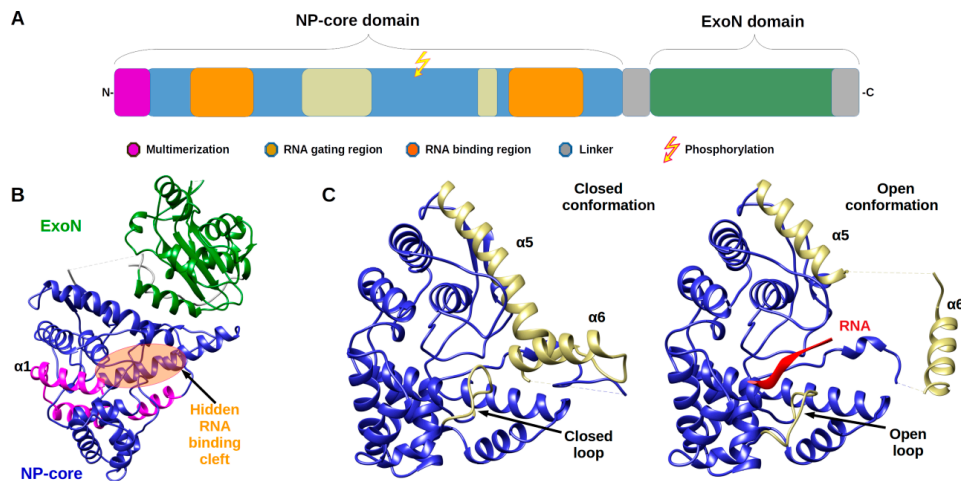 A
NP-core domain
ExoN domain
N-
-C
Multimerization
RNA gating region
RNA binding region
Linker
Phosphorylation
B
ExoN
α1
Hidden
RNA
binding
cleft
NP-core
C
Closed
conformation
α5
α6
Closed
loop
Open
conformation
α5
α6
RNA
Open
loop